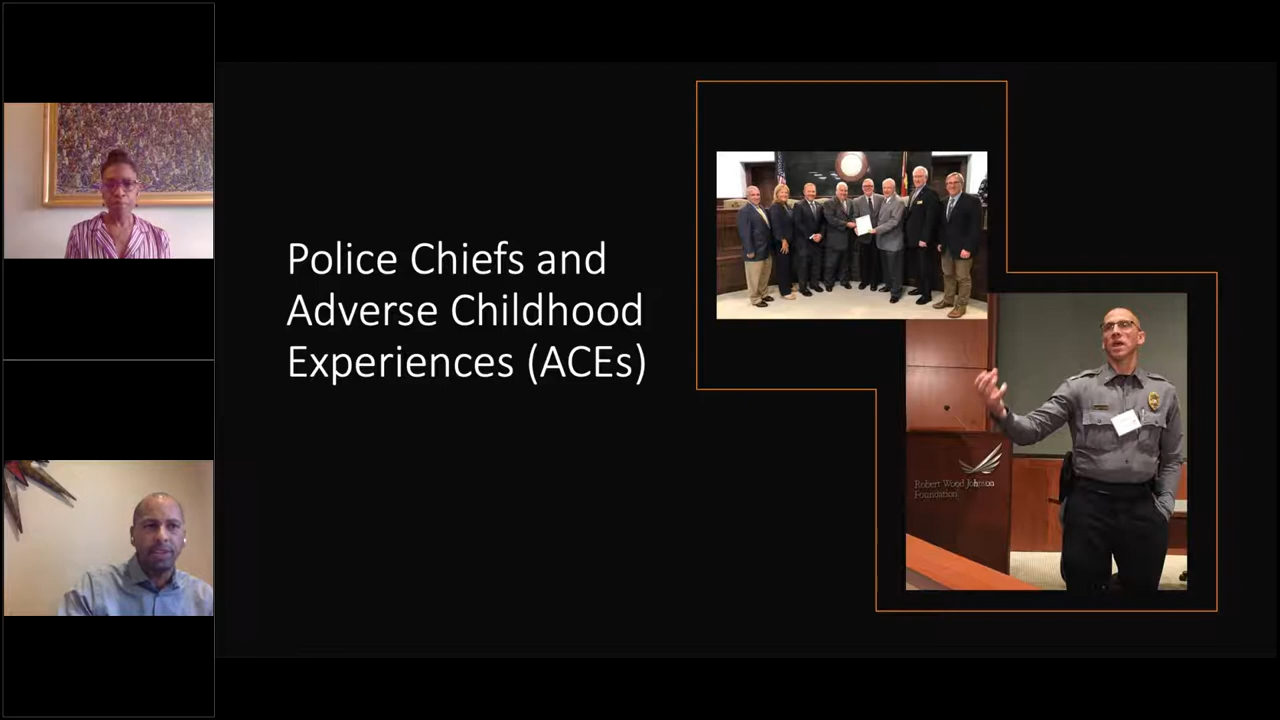 Police Chiefs and
Adverse Childhood
Experiences (ACEs)
Robert Wood Johnson
Foundation